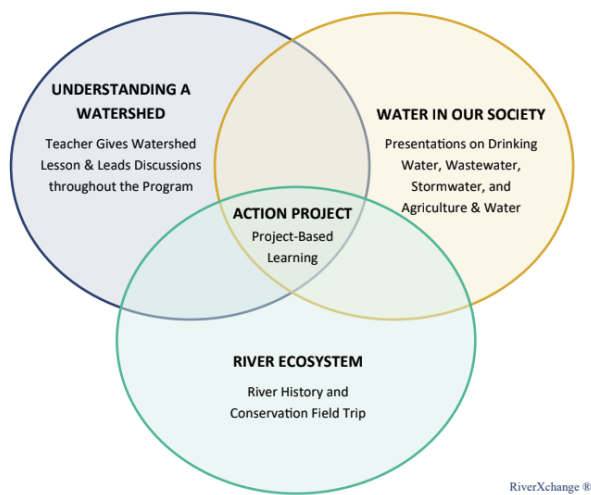 UNDERSTANDING A
WATERSHED
Teacher Gives Watershed
Lesson & Leads Discussions
throughout the Program
WATER IN OUR SOCIETY
Presentations on Drinking
Water, Wastewater,
Stormwater, and
Agriculture & Water
ACTION PROJECT
Project-Based
Learning
RIVER ECOSYSTEM
River History and
Conservation Field Trip
RiverXchange ®